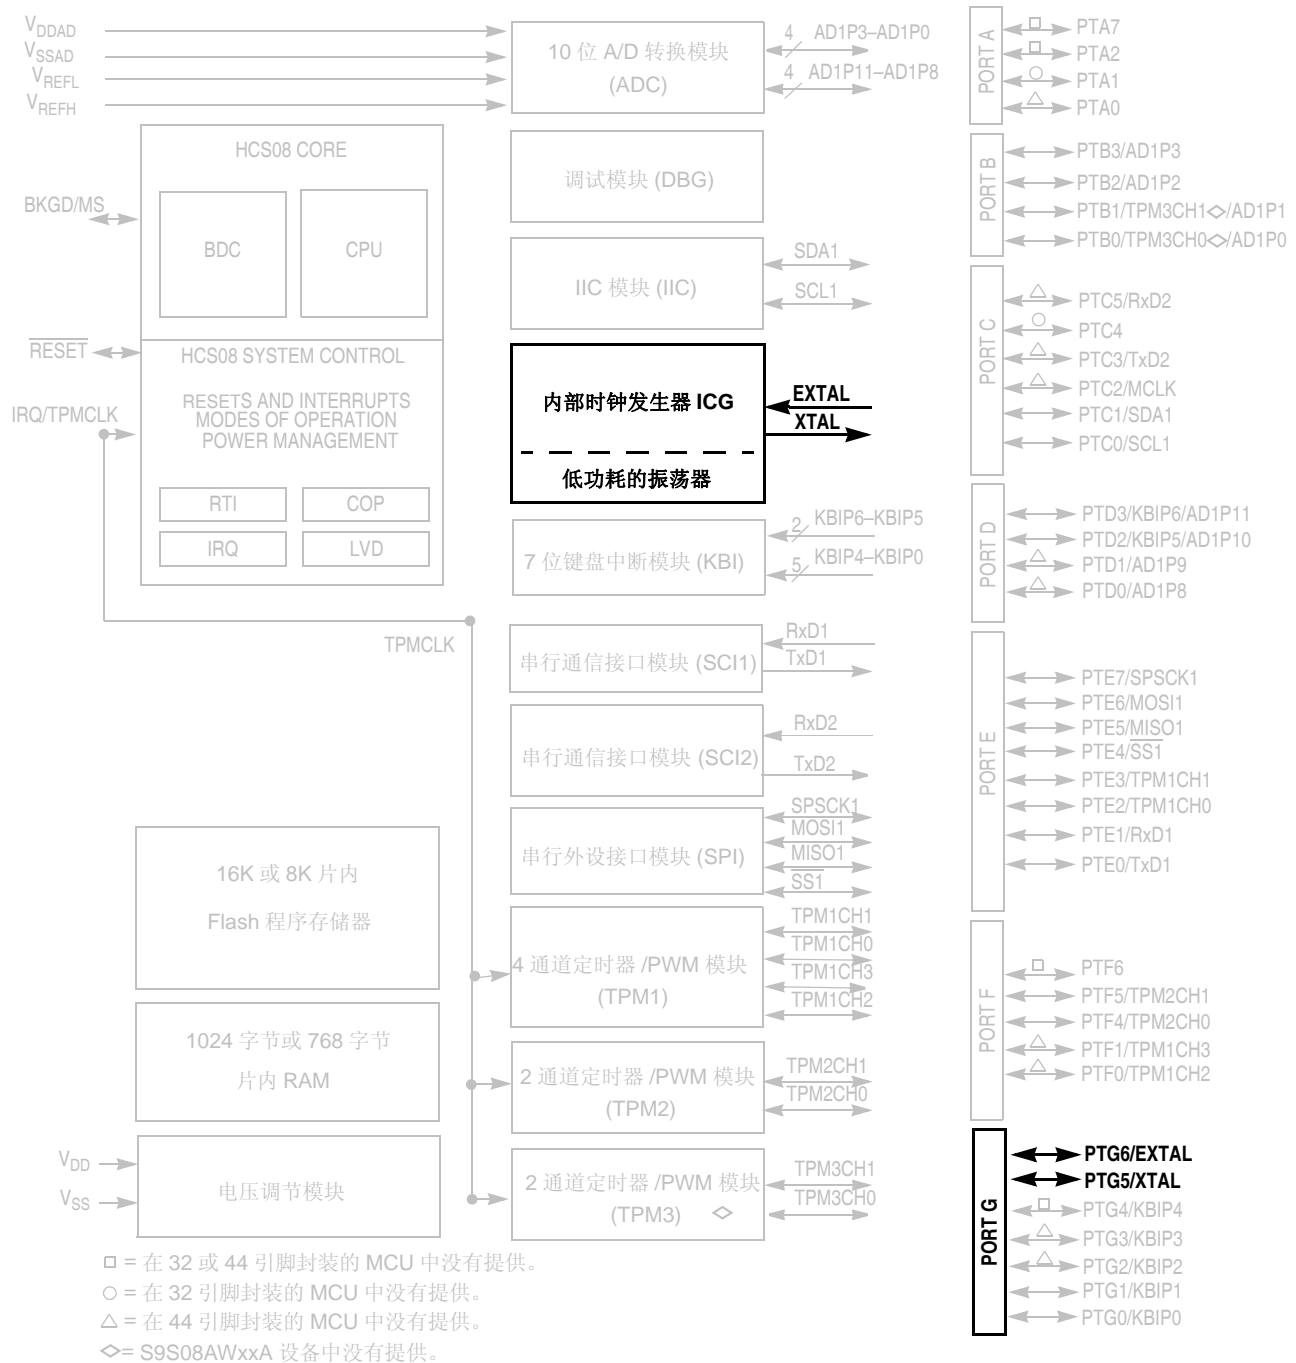 VDDAD
VSSAD
VREFL
VREFH
10 位 A/D 转换模块
(ADC)
4 AD1P3–AD1P0
4 AD1P11–AD1P8
HCS08 CORE
BKGD/MS
BDC
CPU
调试模块 (DBG)
IIC 模块 (IIC)
SDA1
SCL1
RESET
HCS08 SYSTEM CONTROL
IRQ/TPMCLK
RESETS AND INTERRUPTS
MODES OF OPERATION
POWER MANAGEMENT
RTI
COP
IRQ
LVD
内部时钟发生器 ICG
低功耗的振荡器
EXTAL
XTAL
7 位键盘中断模块 (KBI)
2 KBIP6–KBIP5
5 KBIP4–KBIP0
TPMCLK
串行通信接口模块 (SCI1)
RxD1
TxD1
串行通信接口模块 (SCI2)
RxD2
TxD2
串行外设接口模块 (SPI)
SPSCK1
MOSI1
MISO1
SS1
16K 或 8K 片内
Flash 程序存储器
4 通道定时器 /PWM 模块
(TPM1)
TPM1CH1
TPM1CH0
TPM1CH3
TPM1CH2
1024 字节或 768 字节
片内 RAM
2 通道定时器 /PWM 模块
(TPM2)
TPM2CH1
TPM2CH0
VDD
VSS
电压调节模块
2 通道定时器 /PWM 模块
(TPM3) ◇
TPM3CH1
TPM3CH0
PORT A
PTA7
PTA2
PTA1
PTA0
PORT B
PTB3/AD1P3
PTB2/AD1P2
PTB1/TPM3CH1◇/AD1P1
PTB0/TPM3CH0◇/AD1P0
PORT C
PTC5/RxD2
PTC4
PTC3/TxD2
PTC2/MCLK
PTC1/SDA1
PTC0/SCL1
PORT D
PTD3/KBIP6/AD1P11
PTD2/KBIP5/AD1P10
PTD1/AD1P9
PTD0/AD1P8
PORT E
PTE7/SPSCK1
PTE6/MOSI1
PTE5/MISO1
PTE4/SS1
PTE3/TPM1CH1
PTE2/TPM1CH0
PTE1/RxD1
PTE0/TxD1
PORT F
PTF6
PTF5/TPM2CH1
PTF4/TPM2CH0
PTF1/TPM1CH3
PTF0/TPM1CH2
PORT G
PTG6/EXTAL
PTG5/XTAL
PTG4/KBIP4
PTG3/KBIP3
PTG2/KBIP2
PTG1/KBIP1
PTG0/KBIP0
□ = 在 32 或 44 引脚封装的 MCU 中没有提供。
○ = 在 32 引脚封装的 MCU 中没有提供。
△ = 在 44 引脚封装的 MCU 中没有提供。
◇= S9S08AWxxA 设备中没有提供。